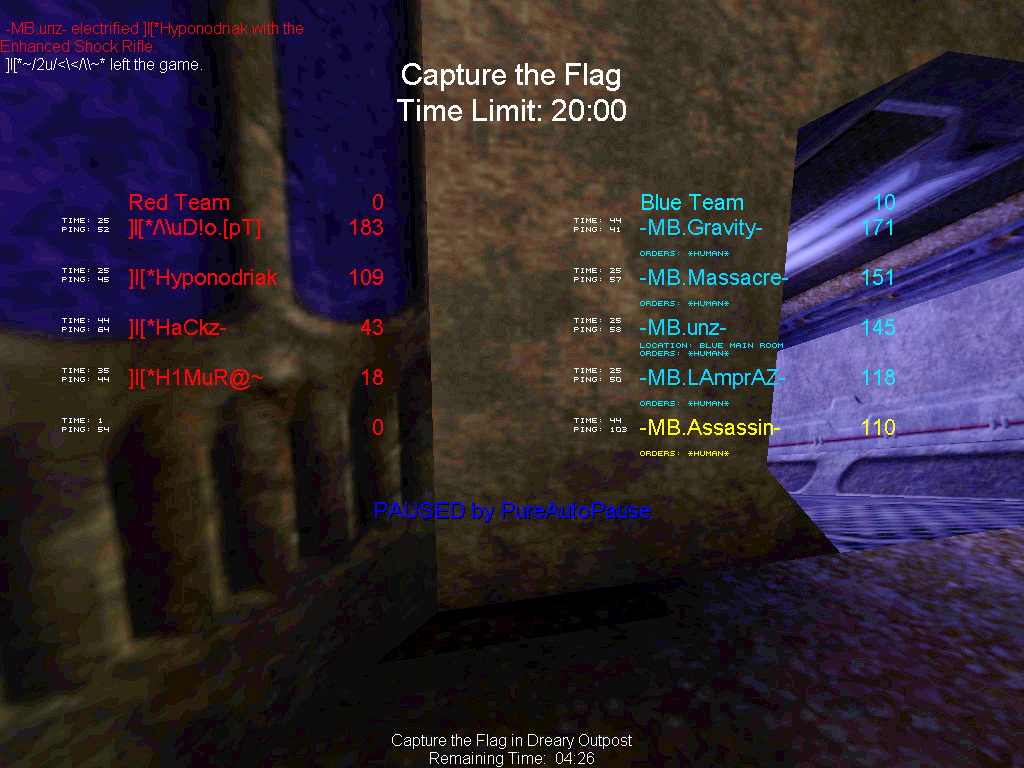 -MB.unz- electrified ]I[*Hyponodriak with the
Enhanced Shock Rifle.
]I[*~/2u/<\</\\~* left the game.
Capture the Flag
Time Limit: 20:00
Red Team 0
TIME: 25 PING: 52 ]I[*/\\uD!o.[pT] 183
TIME: 25 PING: 45 ]I[*Hyponodriak 109
TIME: 44 PING: 64 ]I[*HaCkz- 43
TIME: 35 PING: 44 ]I[*H1MuR@~ 18
TIME: 1 PING: 54 0
Blue Team 10
TIME: 44 PING: 41 -MB.Gravity- 171
ORDERS: *HUMAN*
TIME: 25 PING: 57 -MB.Massacre- 151
ORDERS: *HUMAN*
TIME: 25 PING: 58 -MB.unz- 145
LOCATION: BLUE MAIN ROOM
ORDERS: *HUMAN*
TIME: 25 PING: 50 -MB.LAmprAZ- 118
ORDERS: *HUMAN*
TIME: 44 PING: 103 -MB.Assassin- 110
ORDERS: *HUMAN*
PAUSED by PureAutoPause
Capture the Flag in Dreary Outpost
Remaining Time: 04:26